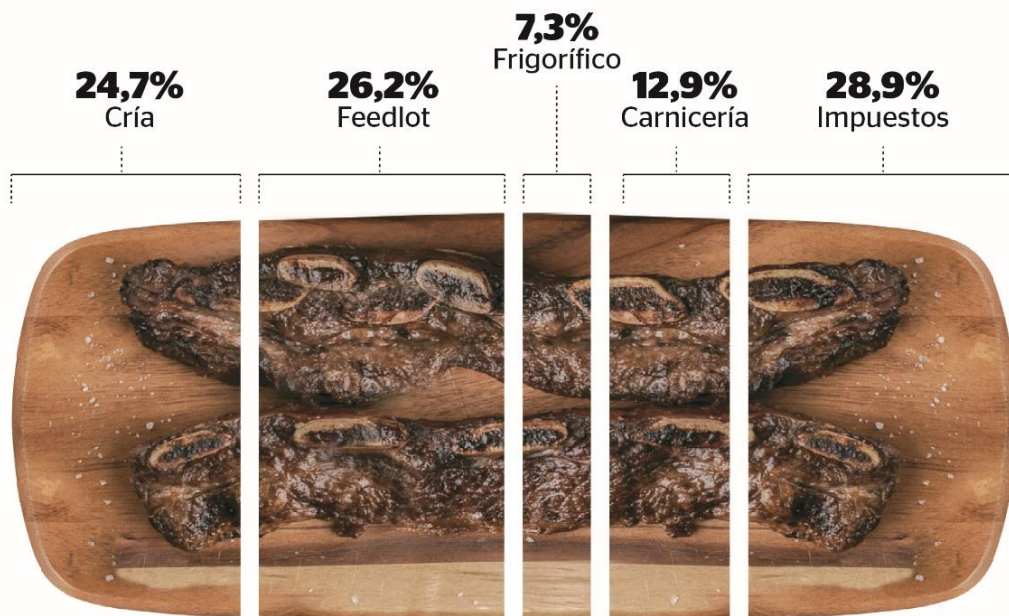 24,7%
Cría
26,2%
Feedlot
7,3%
Frigorífico
12,9%
Carnicería
28,9%
Impuestos